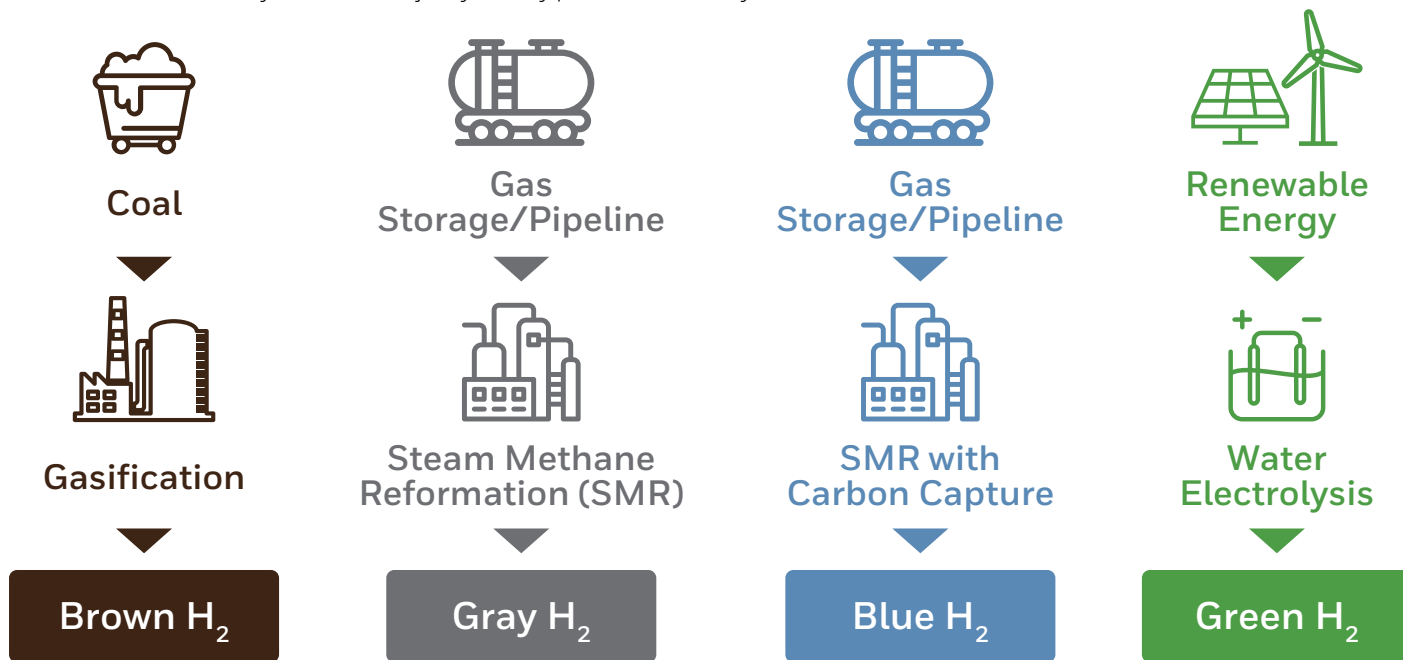 Coal
Gasification
Brown H₂
Gas
Storage/Pipeline
Steam Methane
Reformation (SMR)
Gray H₂
Gas
Storage/Pipeline
SMR with
Carbon Capture
Blue H₂
Renewable
Energy
+ −
Water
Electrolysis
Green H₂